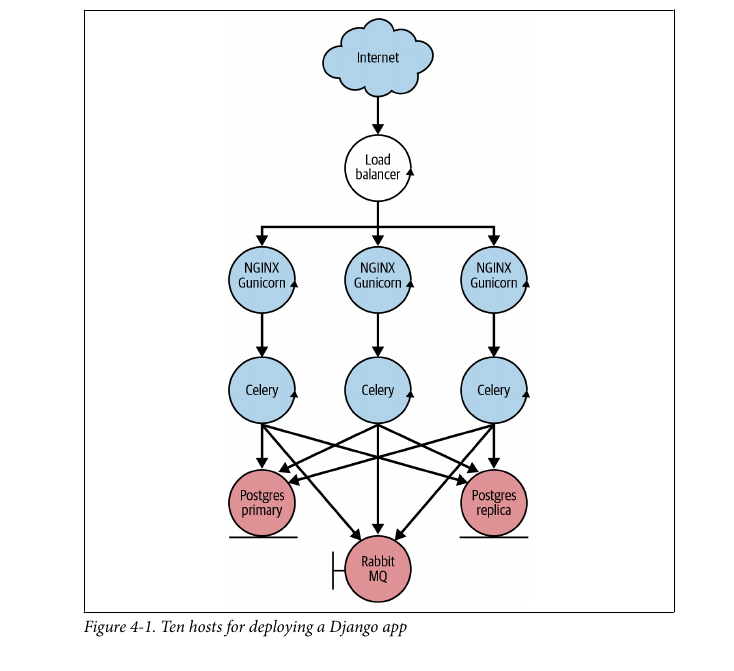 Internet
Load
balancer
NGINX
Gunicorn
NGINX
Gunicorn
NGINX
Gunicorn
Celery
Celery
Celery
Postgres
primary
Postgres
replica
Rabbit
MQ
Figure 4-1. Ten hosts for deploying a Django app